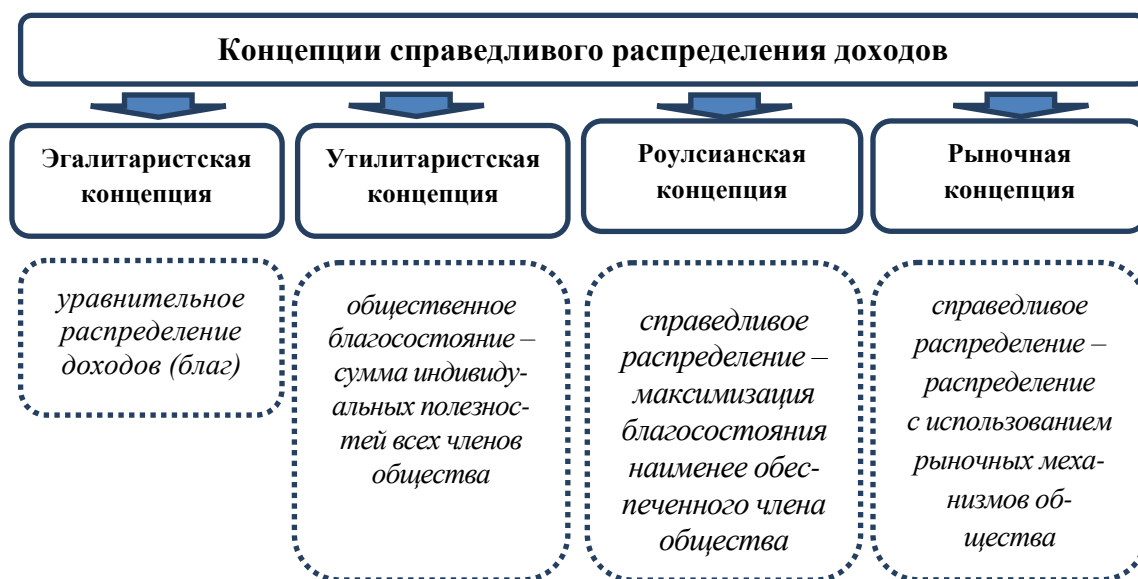 Концепции справедливого распределения доходов
Эгалитаристская
концепция
уравнительное
распределение
доходов (благ)
Утилитаристская
концепция
общественное
благосостояние –
сумма индивиду-
альных полезнос-
тей всех членов
общества
Роулсианская
концепция
справедливое
распределение –
максимизация
благосостояния
наименее обес-
печенного члена
общества
Рыночная
концепция
справедливое
распределение –
распределение
с использованием
рыночных меха-
низмов об-
щества